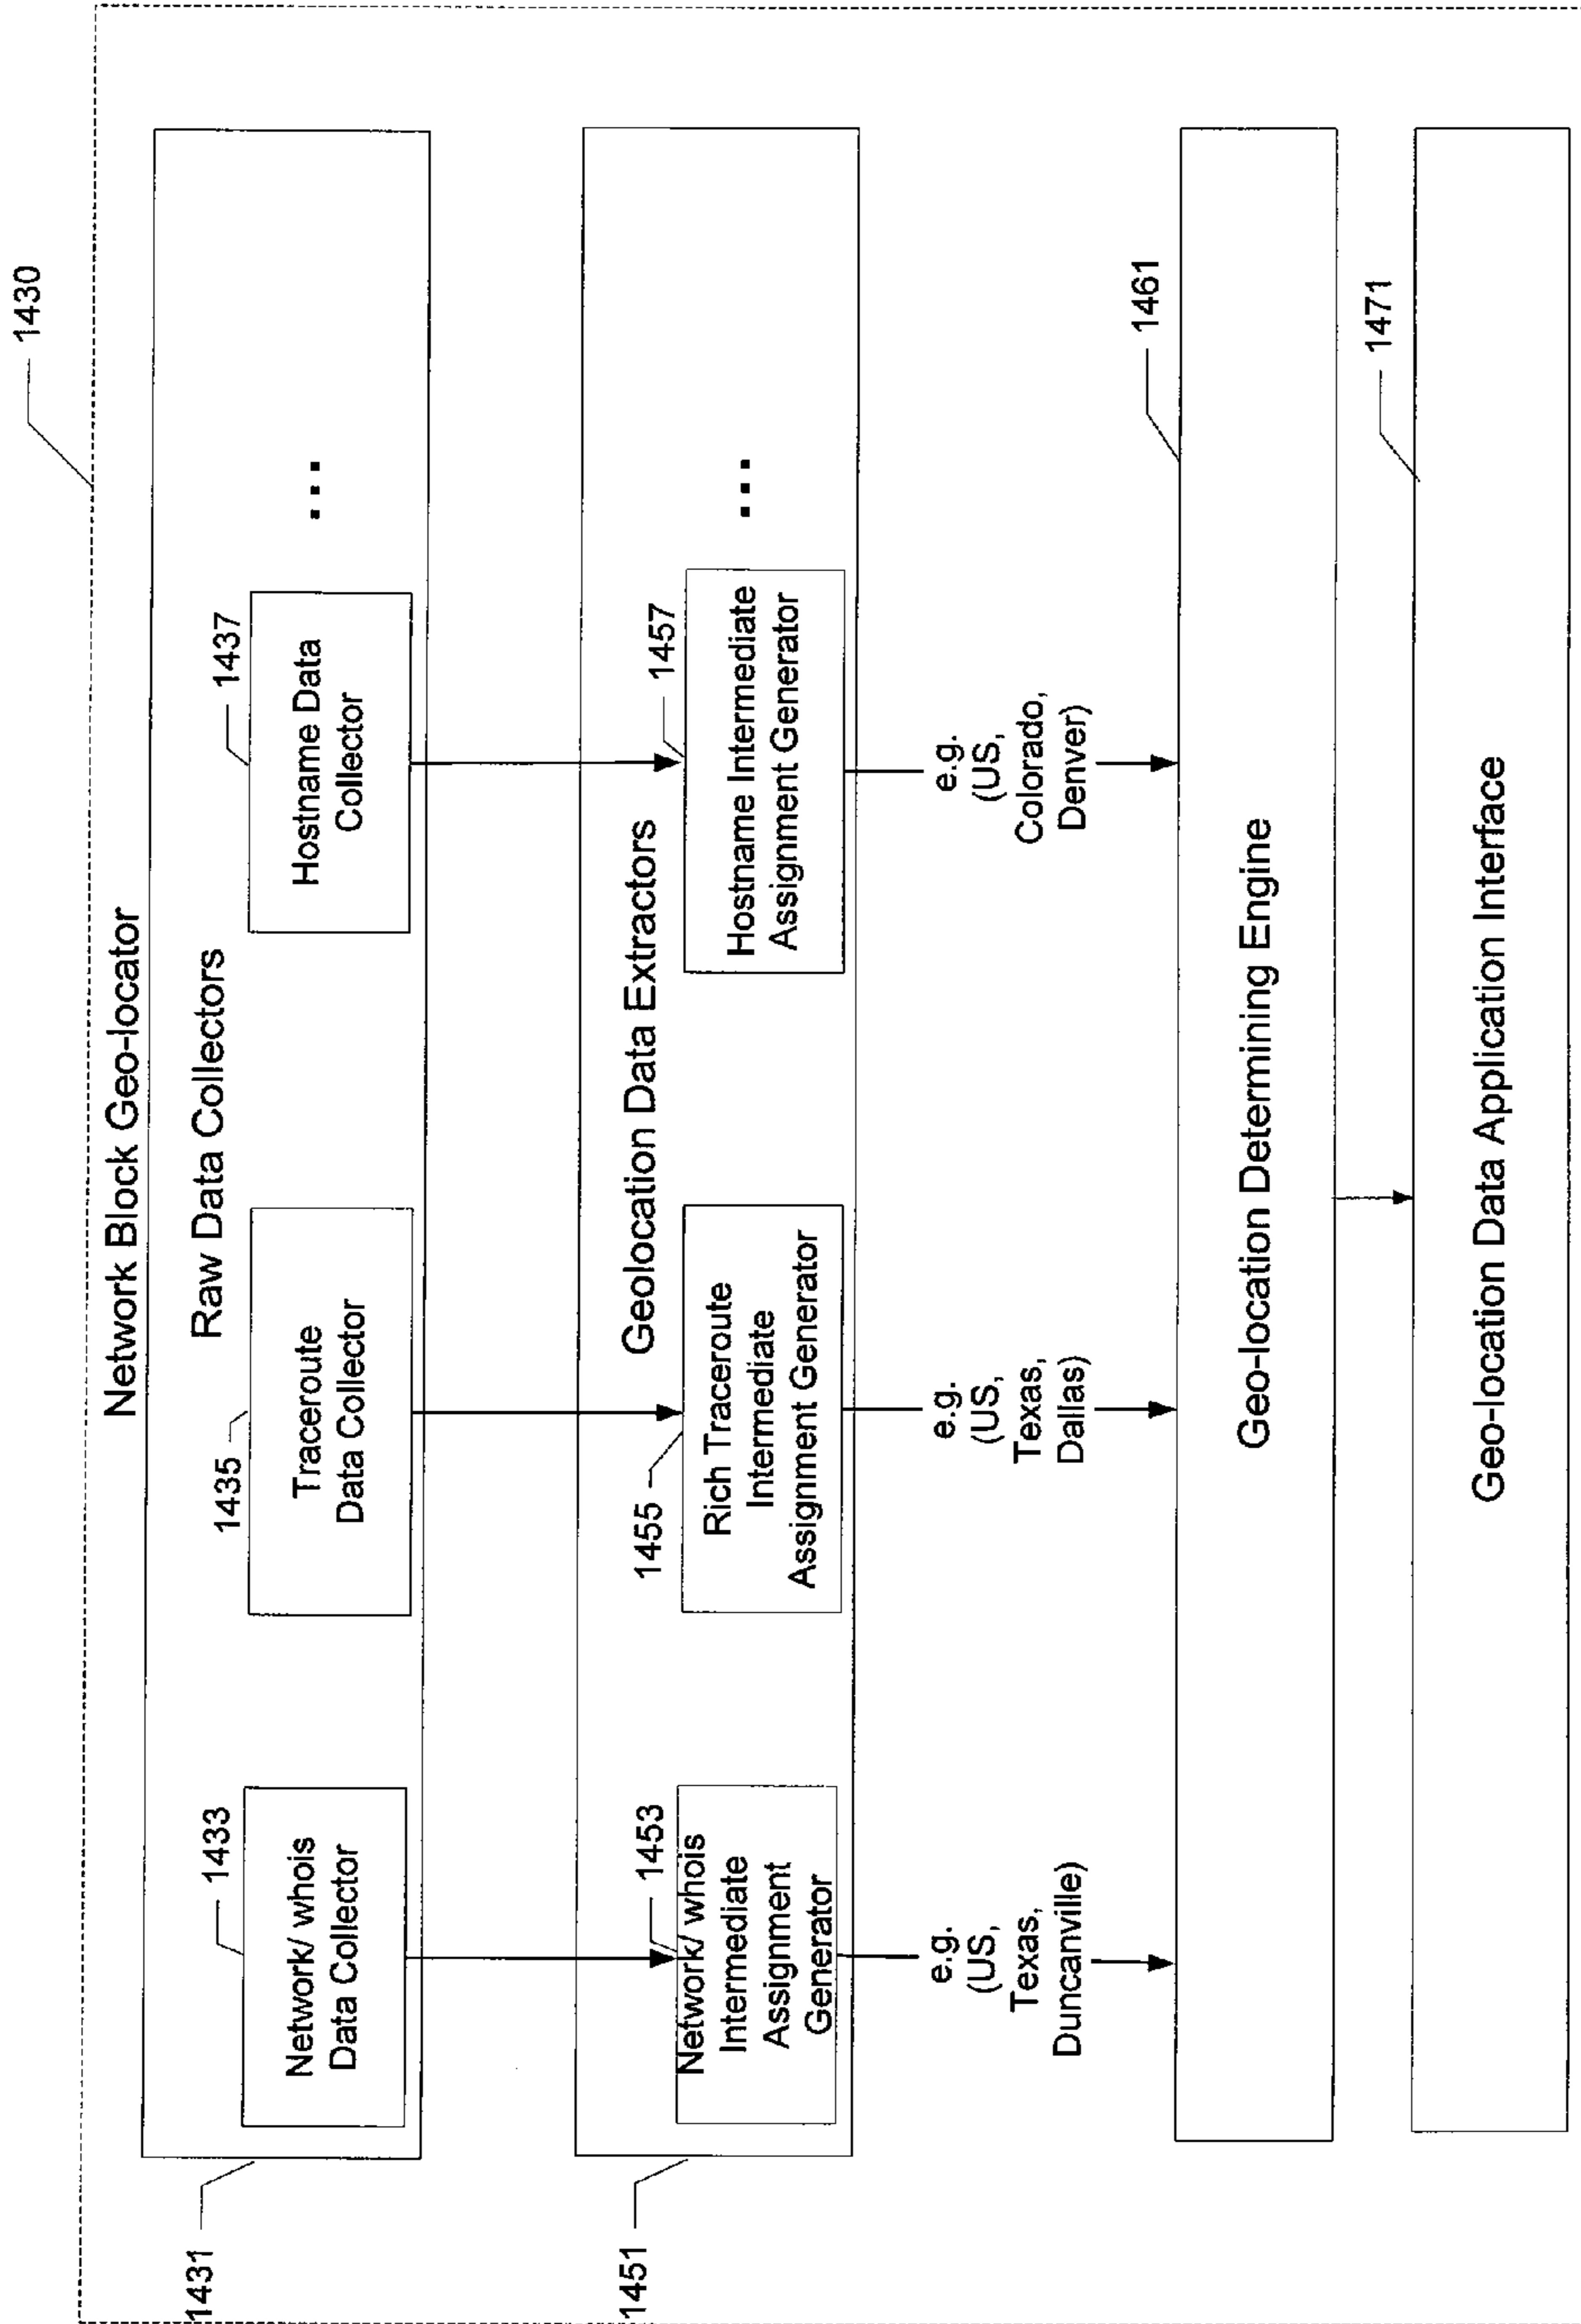 1430
Network Block Geo-locator
1431
Raw Data Collectors
1433
Network/ whois
Data Collector
1435
Traceroute
Data Collector
1437
Hostname Data
Collector
...
1451
Geolocation Data Extractors
1453
Network/ whois
Intermediate
Assignment
Generator
1455
Rich Traceroute
Intermediate
Assignment Generator
1457
Hostname Intermediate
Assignment Generator
...
e.g.
(US,
Texas,
Duncanville)
e.g.
(US,
Texas,
Dallas)
e.g.
(US,
Colorado,
Denver)
1461
Geo-location Determining Engine
1471
Geo-location Data Application Interface